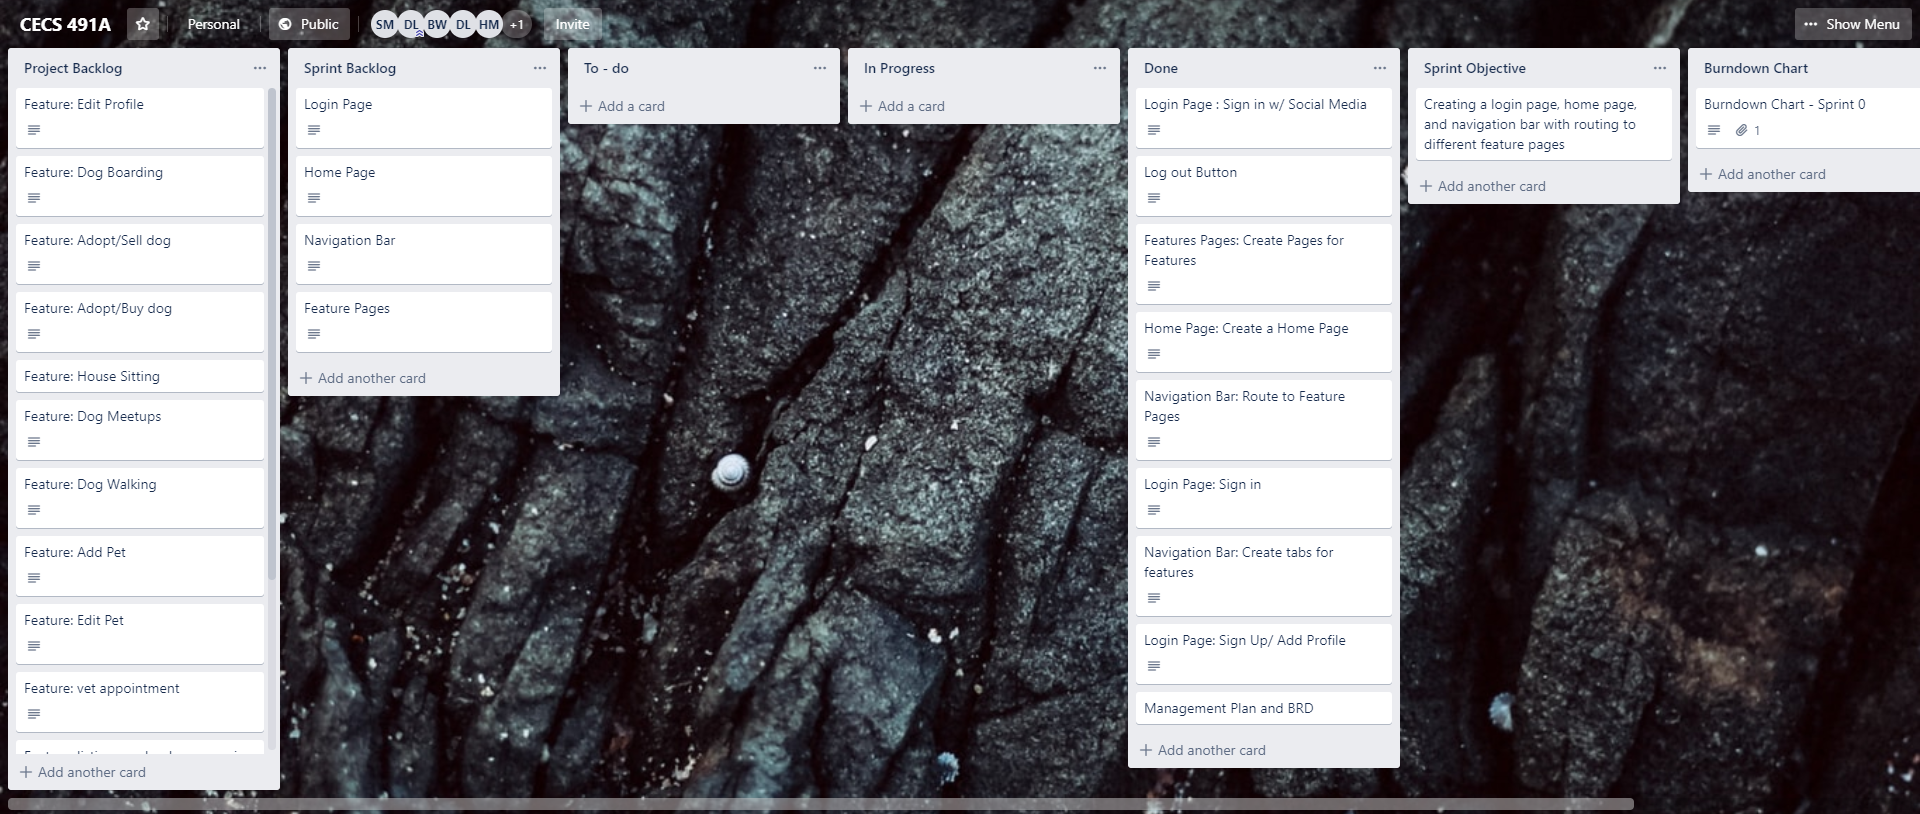 CECS 491A
Personal
Public
SM DL BW DL HM +1
Invite
Show Menu
Project Backlog
Feature: Edit Profile
Feature: Dog Boarding
Feature: Adopt/Sell dog
Feature: Adopt/Buy dog
Feature: House Sitting
Feature: Dog Meetups
Feature: Dog Walking
Feature: Add Pet
Feature: Edit Pet
Feature: vet appointment
Add another card
Sprint Backlog
Login Page
Home Page
Navigation Bar
Feature Pages
Add another card
To - do
Add a card
In Progress
Add a card
Done
Login Page : Sign in w/ Social Media
Log out Button
Features Pages: Create Pages for
Features
Home Page: Create a Home Page
Navigation Bar: Route to Feature
Pages
Login Page: Sign in
Navigation Bar: Create tabs for
features
Login Page: Sign Up/ Add Profile
Management Plan and BRD
Add another card
Sprint Objective
Creating a login page, home page,
and navigation bar with routing to
different feature pages
Add another card
Burndown Chart
Burndown Chart - Sprint 0
1
Add another card